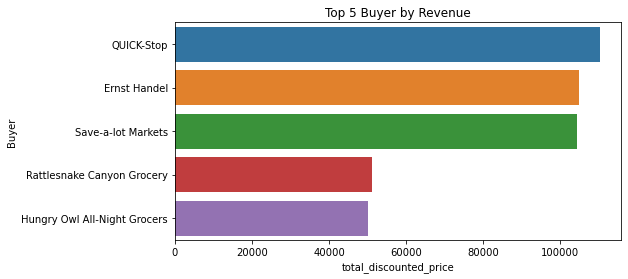 Top 5 Buyer by Revenue
Buyer
QUICK-Stop
Ernst Handel
Save-a-lot Markets
Rattlesnake Canyon Grocery
Hungry Owl All-Night Grocers
0 20000 40000 60000 80000 100000
total_discounted_price